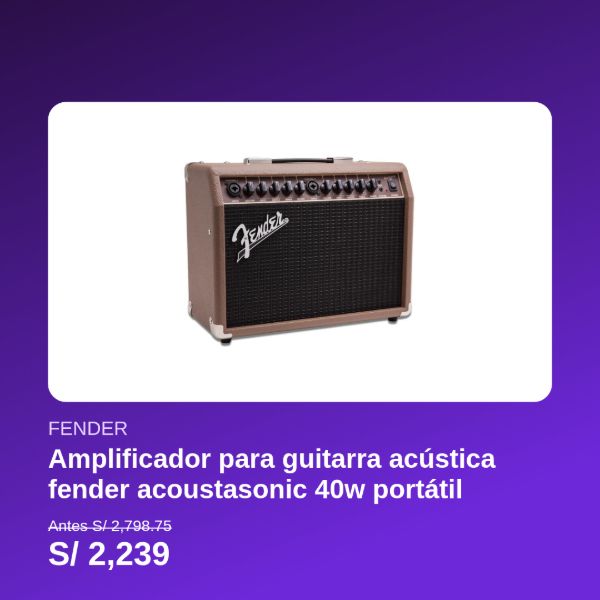 Fender
FENDER
Amplificador para guitarra acústica
fender acoustasonic 40w portátil
Antes S/ 2,798.75
S/ 2,239